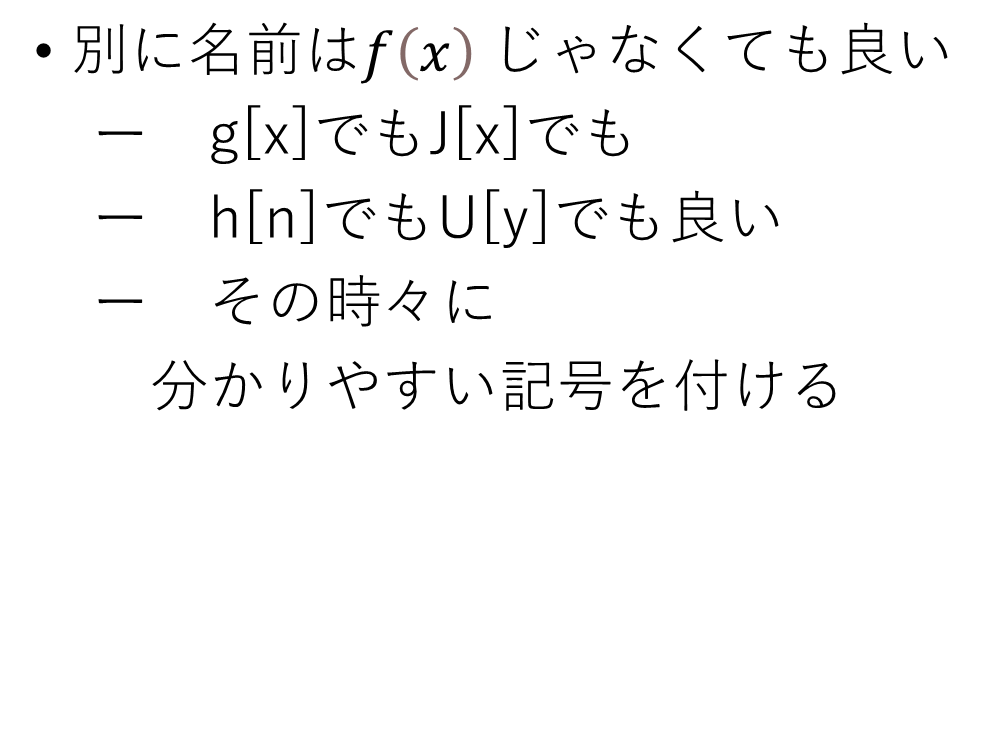 • 別に名前はf(x) じゃなくても良い
ー　g[x]でもJ[x]でも
ー　h[n]でもU[y]でも良い
ー　その時々に
分かりやすい記号を付ける